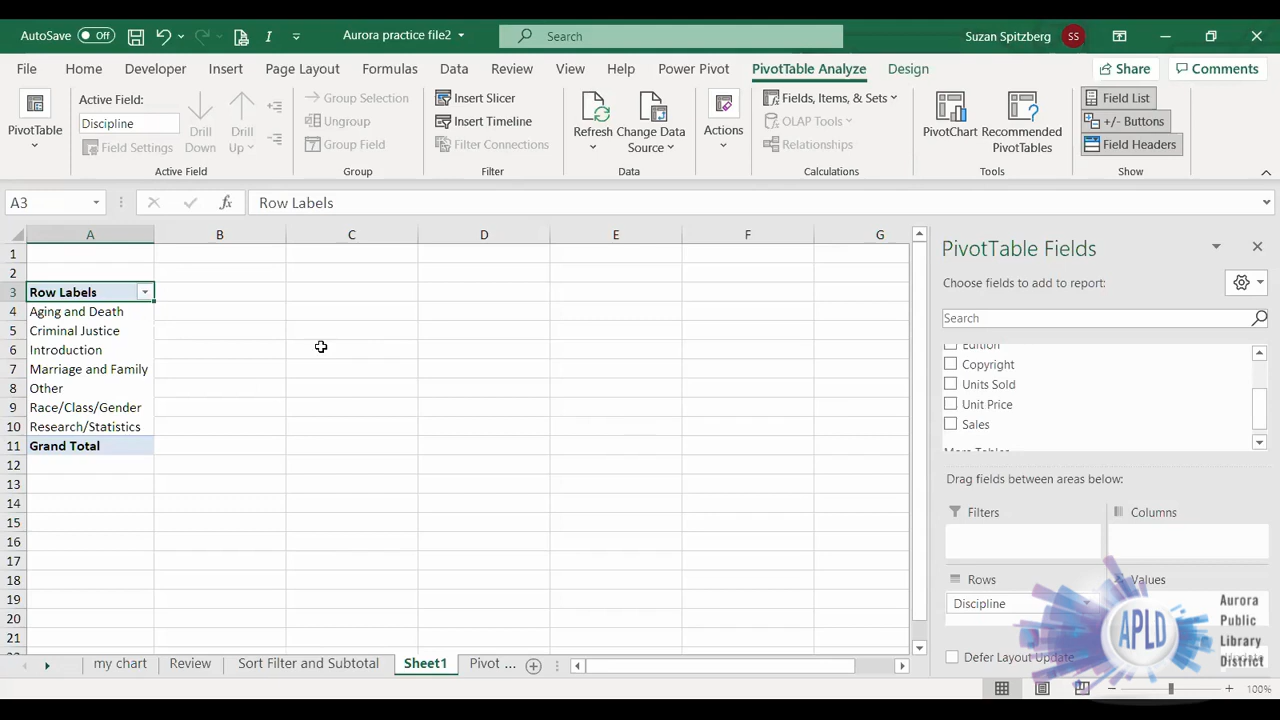 AutoSave Off Aurora practice file2 Search Suzan Spitzberg SS
File Home Developer Insert Page Layout Formulas Data Review View Help Power Pivot PivotTable Analyze Design Share Comments
PivotTable
Active Field:
Discipline
Field Settings
Drill Down
Drill Up
Active Field
Group Selection
Ungroup
Group Field
Group
Insert Slicer
Insert Timeline
Filter Connections
Filter
Refresh
Change Data Source
Data
Actions
Fields, Items, & Sets
OLAP Tools
Relationships
Calculations
PivotChart
Recommended PivotTables
Tools
Field List
+/- Buttons
Field Headers
Show
A3 fx Row Labels
A B C D E F G
1
2
3 Row Labels
4 Aging and Death
5 Criminal Justice
6 Introduction
7 Marriage and Family
8 Other
9 Race/Class/Gender
10 Research/Statistics
11 Grand Total
12
13
14
15
16
17
18
19
20
21
PivotTable Fields
Choose fields to add to report:
Search
Edition
Copyright
Units Sold
Unit Price
Sales
Drag fields between areas below:
Filters Columns
Rows Values
Discipline
Defer Layout Update
APLD
Aurora
Public
Library
District
my chart Review Sort Filter and Subtotal Sheet1 Pivot ...
100%